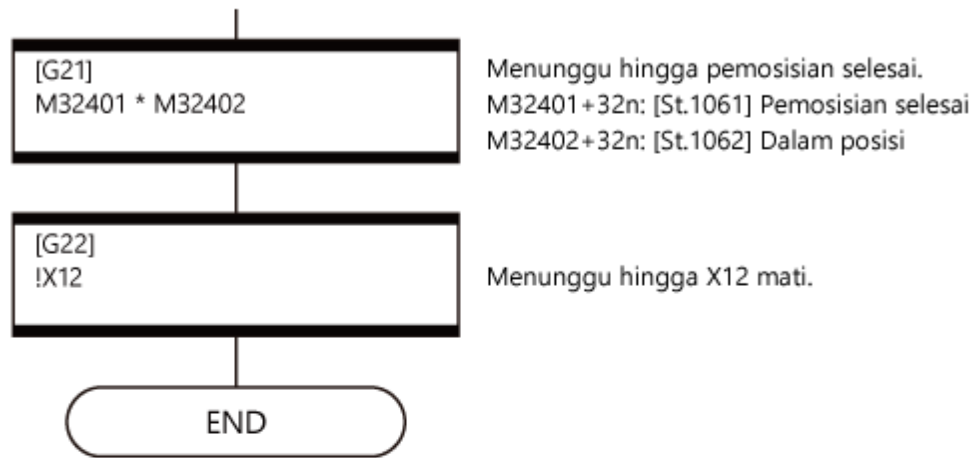 [G21]
M32401 * M32402
Menunggu hingga pemosisian selesai.
M32401+32n: [St.1061] Pemosisian selesai
M32402+32n: [St.1062] Dalam posisi
[G22]
!X12
Menunggu hingga X12 mati.
END